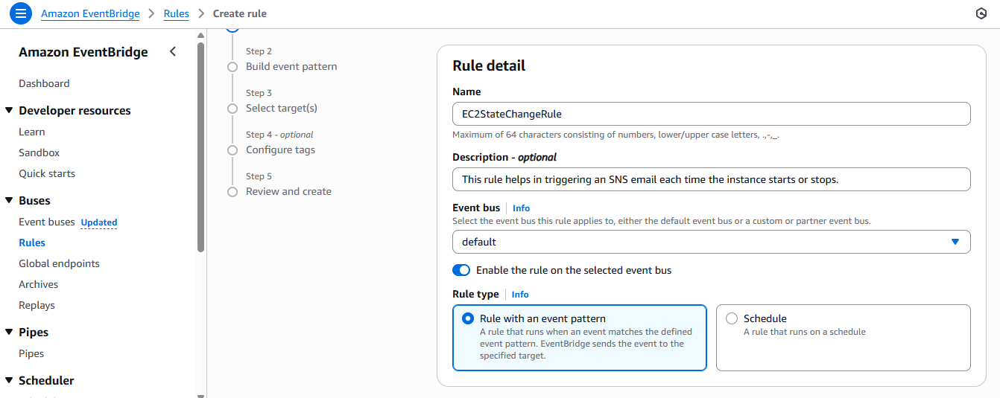 Amazon EventBridge > Rules > Create rule
Amazon EventBridge
Dashboard
Developer resources
Learn
Sandbox
Quick starts
Buses
Event buses Updated
Rules
Global endpoints
Archives
Replays
Pipes
Pipes
Scheduler
Step 2
Build event pattern
Step 3
Select target(s)
Step 4 - optional
Configure tags
Step 5
Review and create
Rule detail
Name
EC2StateChangeRule
Maximum of 64 characters consisting of numbers, lower/upper case letters, .,-,_.
Description - optional
This rule helps in triggering an SNS email each time the instance starts or stops.
Event bus Info
Select the event bus this rule applies to, either the default event bus or a custom or partner event bus.
default
Enable the rule on the selected event bus
Rule type Info
Rule with an event pattern
A rule that runs when an event matches the defined
event pattern. EventBridge sends the event to the
specified target.
Schedule
A rule that runs on a schedule